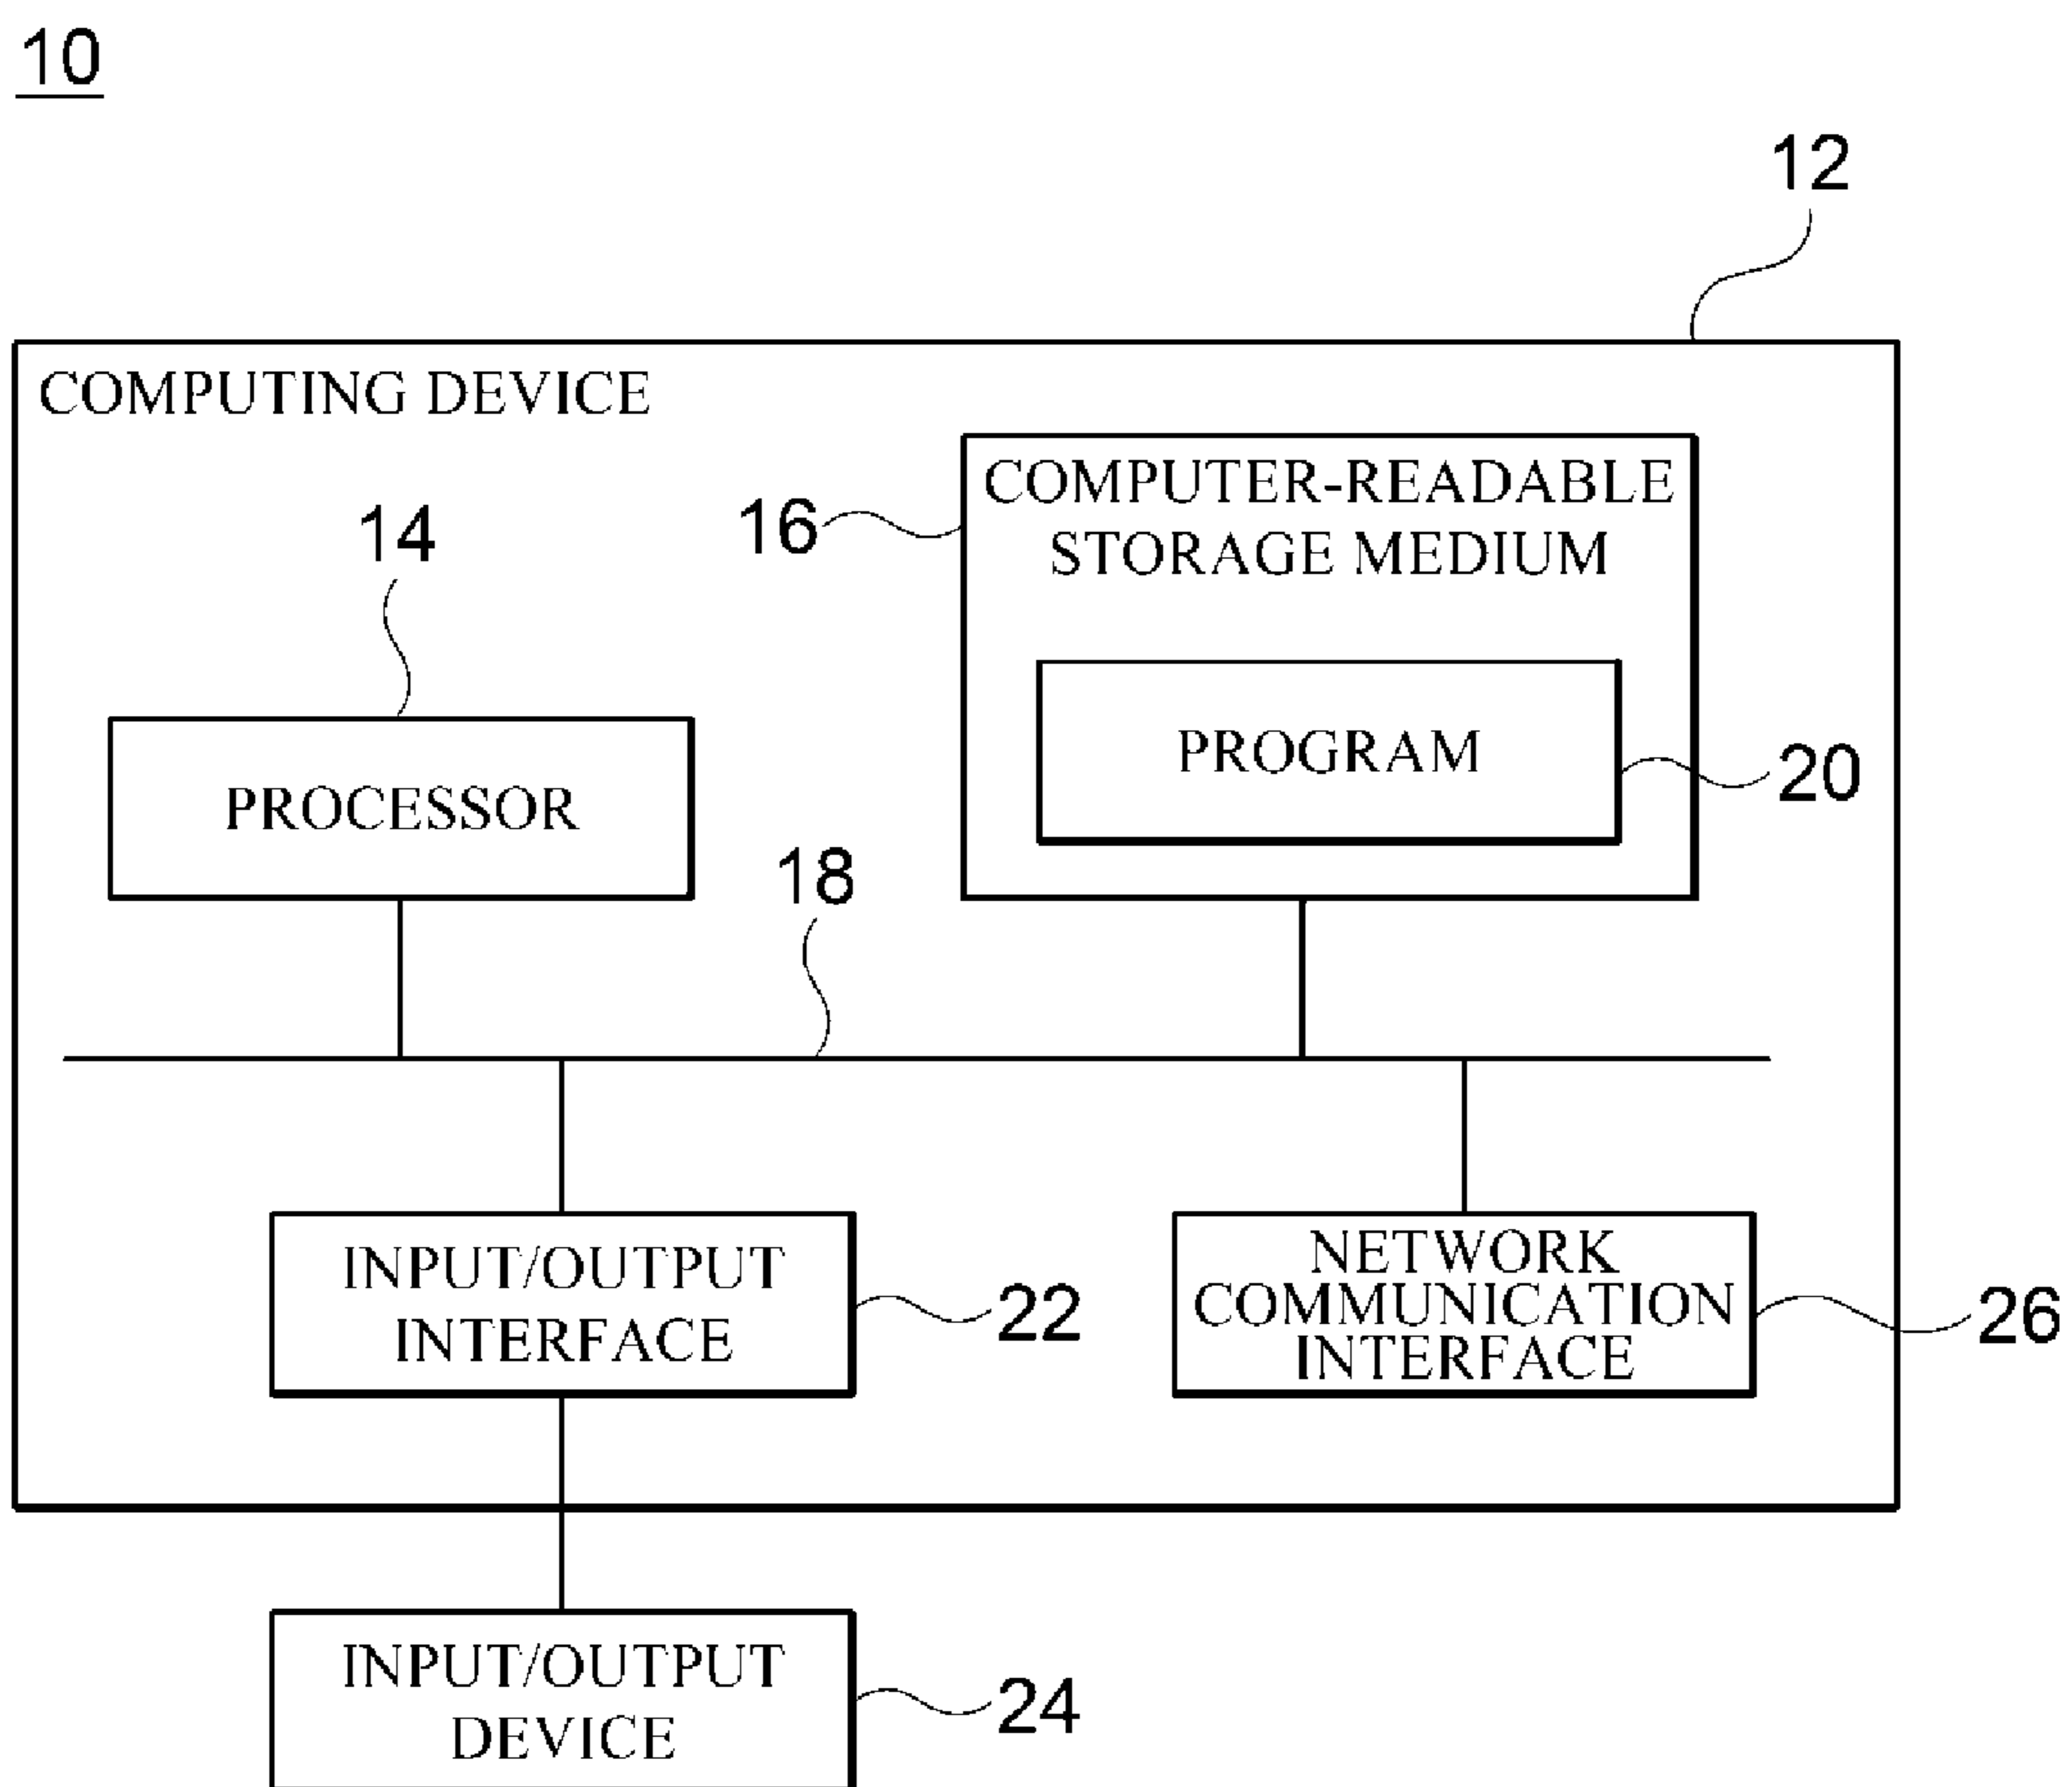 10
12
COMPUTING DEVICE
COMPUTER-READABLE
STORAGE MEDIUM
16
14
PROGRAM
20
PROCESSOR
18
INPUT/OUTPUT
INTERFACE
22
NETWORK
COMMUNICATION
INTERFACE
26
INPUT/OUTPUT
DEVICE
24